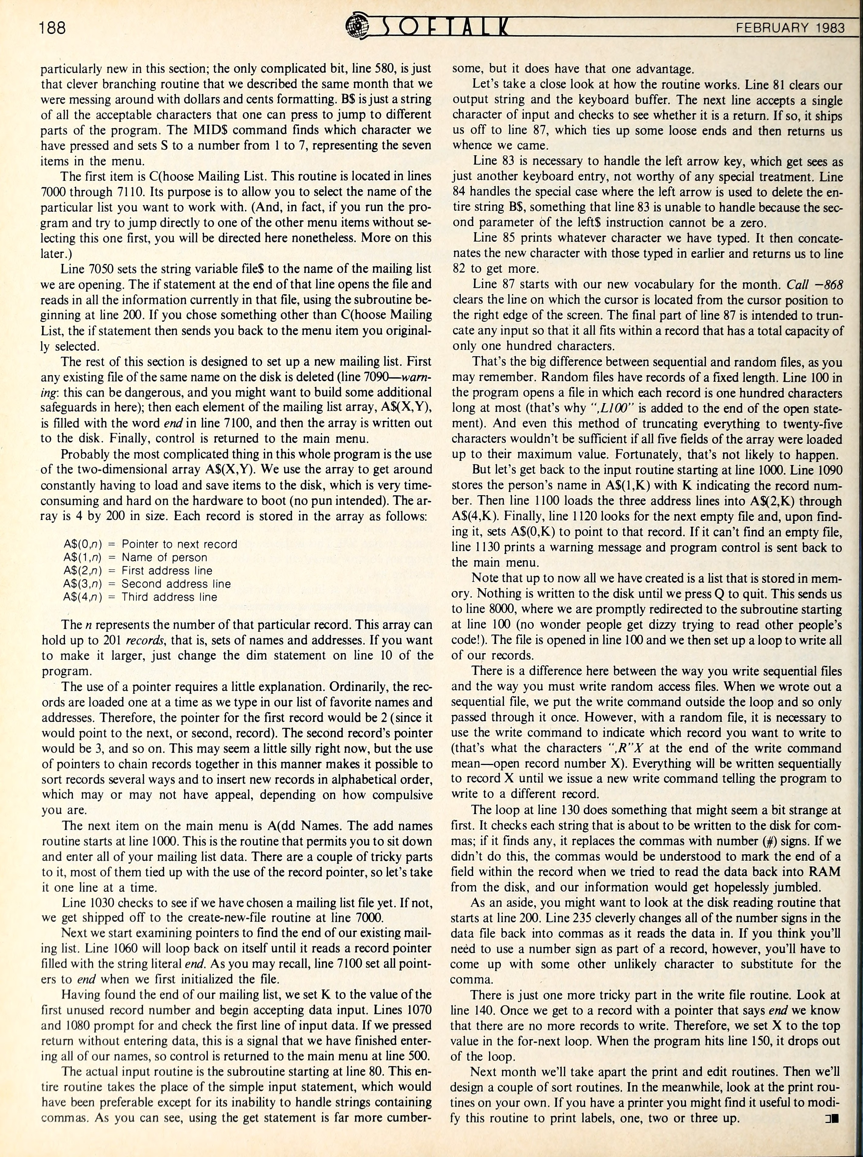 188
SOFTALK
FEBRUARY 1983
particularly new in this section; the only complicated bit, line 580, is just
that clever branching routine that we described the same month that we
were messing around with dollars and cents formatting. B$ is just a string
of all the acceptable characters that one can press to jump to different
parts of the program. The MID$ command finds which character we
have pressed and sets S to a number from 1 to 7, representing the seven
items in the menu.
The first item is C(hoose Mailing List. This routine is located in lines
7000 through 7110. Its purpose is to allow you to select the name of the
particular list you want to work with. (And, in fact, if you run the pro-
gram and try to jump directly to one of the other menu items without se-
lecting this one first, you will be directed here nonetheless. More on this
later.)
Line 7050 sets the string variable file$ to the name of the mailing list
we are opening. The if statement at the end of that line opens the file and
reads in all the information currently in that file, using the subroutine be-
ginning at line 200. If you chose something other than C(hoose Mailing
List, the if statement then sends you back to the menu item you original-
ly selected.
The rest of this section is designed to set up a new mailing list. First
any existing file of the same name on the disk is deleted (line 7090—warn-
ing: this can be dangerous, and you might want to build some additional
safeguards in here); then each element of the mailing list array, A$(X,Y),
is filled with the word end in line 7100, and then the array is written out
to the disk. Finally, control is returned to the main menu.
Probably the most complicated thing in this whole program is the use
of the two-dimensional array A$(X,Y). We use the array to get around
constantly having to load and save items to the disk, which is very time-
consuming and hard on the hardware to boot (no pun intended). The ar-
ray is 4 by 200 in size. Each record is stored in the array as follows:
A$(0,n) = Pointer to next record
A$(1,n) = Name of person
A$(2,n) = First address line
A$(3,n) = Second address line
A$(4,n) = Third address line
The n represents the number of that particular record. This array can
hold up to 201 records, that is, sets of names and addresses. If you want
to make it larger, just change the dim statement on line 10 of the
program.
The use of a pointer requires a little explanation. Ordinarily, the rec-
ords are loaded one at a time as we type in our list of favorite names and
addresses. Therefore, the pointer for the first record would be 2 (since it
would point to the next, or second, record). The second record's pointer
would be 3, and so on. This may seem a little silly right now, but the use
of pointers to chain records together in this manner makes it possible to
sort records several ways and to insert new records in alphabetical order,
which may or may not have appeal, depending on how compulsive
you are.
The next item on the main menu is A(dd Names. The add names
routine starts at line 1000. This is the routine that permits you to sit down
and enter all of your mailing list data. There are a couple of tricky parts
to it, most of them tied up with the use of the record pointer, so let's take
it one line at a time.
Line 1030 checks to see if we have chosen a mailing list file yet. If not,
we get shipped off to the create-new-file routine at line 7000.
Next we start examining pointers to find the end of our existing mail-
ing list. Line 1060 will loop back on itself until it reads a record pointer
filled with the string literal end. As you may recall, line 7100 set all point-
ers to end when we first initialized the file.
Having found the end of our mailing list, we set K to the value of the
first unused record number and begin accepting data input. Lines 1070
and 1080 prompt for and check the first line of input data. If we pressed
return without entering data, this is a signal that we have finished enter-
ing all of our names, so control is returned to the main menu at line 500.
The actual input routine is the subroutine starting at line 80. This en-
tire routine takes the place of the simple input statement, which would
have been preferable except for its inability to handle strings containing
commas. As you can see, using the get statement is far more cumber-
some, but it does have that one advantage.
Let's take a close look at how the routine works. Line 81 clears our
output string and the keyboard buffer. The next line accepts a single
character of input and checks to see whether it is a return. If so, it ships
us off to line 87, which ties up some loose ends and then returns us
whence we came.
Line 83 is necessary to handle the left arrow key, which get sees as
just another keyboard entry, not worthy of any special treatment. Line
84 handles the special case where the left arrow is used to delete the en-
tire string B$, something that line 83 is unable to handle because the sec-
ond parameter of the left$ instruction cannot be a zero.
Line 85 prints whatever character we have typed. It then concate-
nates the new character with those typed in earlier and returns us to line
82 to get more.
Line 87 starts with our new vocabulary for the month. Call −868
clears the line on which the cursor is located from the cursor position to
the right edge of the screen. The final part of line 87 is intended to trun-
cate any input so that it all fits within a record that has a total capacity of
only one hundred characters.
That's the big difference between sequential and random files, as you
may remember. Random files have records of a fixed length. Line 100 in
the program opens a file in which each record is one hundred characters
long at most (that's why ",L100" is added to the end of the open state-
ment). And even this method of truncating everything to twenty-five
characters wouldn't be sufficient if all five fields of the array were loaded
up to their maximum value. Fortunately, that's not likely to happen.
But let's get back to the input routine starting at line 1000. Line 1090
stores the person's name in A$(1,K) with K indicating the record num-
ber. Then line 1100 loads the three address lines into A$(2,K) through
A$(4,K). Finally, line 1120 looks for the next empty file and, upon find-
ing it, sets A$(0,K) to point to that record. If it can't find an empty file,
line 1130 prints a warning message and program control is sent back to
the main menu.
Note that up to now all we have created is a list that is stored in mem-
ory. Nothing is written to the disk until we press Q to quit. This sends us
to line 8000, where we are promptly redirected to the subroutine starting
at line 100 (no wonder people get dizzy trying to read other people's
code!). The file is opened in line 100 and we then set up a loop to write all
of our records.
There is a difference here between the way you write sequential files
and the way you must write random access files. When we wrote out a
sequential file, we put the write command outside the loop and so only
passed through it once. However, with a random file, it is necessary to
use the write command to indicate which record you want to write to
(that's what the characters ",R"X at the end of the write command
mean—open record number X). Everything will be written sequentially
to record X until we issue a new write command telling the program to
write to a different record.
The loop at line 130 does something that might seem a bit strange at
first. It checks each string that is about to be written to the disk for com-
mas; if it finds any, it replaces the commas with number (#) signs. If we
didn't do this, the commas would be understood to mark the end of a
field within the record when we tried to read the data back into RAM
from the disk, and our information would get hopelessly jumbled.
As an aside, you might want to look at the disk reading routine that
starts at line 200. Line 235 cleverly changes all of the number signs in the
data file back into commas as it reads the data in. If you think you'll
need to use a number sign as part of a record, however, you'll have to
come up with some other unlikely character to substitute for the
comma.
There is just one more tricky part in the write file routine. Look at
line 140. Once we get to a record with a pointer that says end we know
that there are no more records to write. Therefore, we set X to the top
value in the for-next loop. When the program hits line 150, it drops out
of the loop.
Next month we'll take apart the print and edit routines. Then we'll
design a couple of sort routines. In the meanwhile, look at the print rou-
tines on your own. If you have a printer you might find it useful to modi-
fy this routine to print labels, one, two or three up.